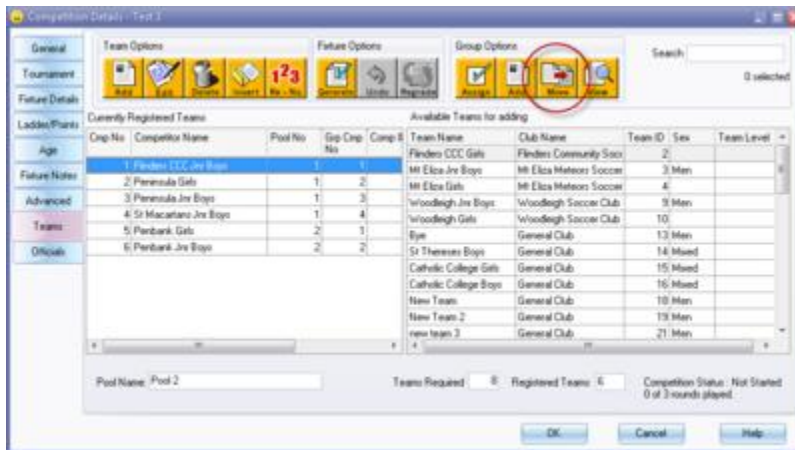 Competition Details - Test 3
General
Tournament
Fixture Details
Ladder/Points
Age
Fixture Notes
Advanced
Teams
Officials
Team Options
Add Edit Delete Insert Re - No.
1²3
Fixture Options
Generate Undo Regrade
Group Options
Assign Add Move View
Search
0 selected
Currently Registered Teams
Cmp No Competitor Name Pool No Grp Cmp No Comp
1 Flinders CCC Jnr Boys 1 1
2 Peninsula Girls 1 2
3 Peninsula Jnr Boys 1 3
4 St Macartans Jnr Boys 1 4
5 Penbank Girls 2 1
6 Penbank Jnr Boys 2 2
Available Teams for adding
Team Name Club Name Team ID Sex Team Level
Flinders CCC Girls Flinders Community Socc 2
Mt Eliza Jnr Boys Mt Eliza Meteors Soccer 3 Men
Mt Eliza Girls Mt Eliza Meteors Soccer 4
Woodleigh Jnr Boys Woodleigh Soccer Club 9 Men
Woodleigh Girls Woodleigh Soccer Club 10
Bye General Club 13 Men
St Thereses Boys General Club 14 Mixed
Catholic College Girls General Club 15 Mixed
Catholic College Boys General Club 16 Mixed
New Team General Club 18 Men
New Team 2 General Club 19 Men
new team 3 General Club 21 Men
Pool Name: Pool 2
Teams Required 8 Registered Teams 6
Competition Status : Not Started
0 of 3 rounds played.
OK Cancel Help